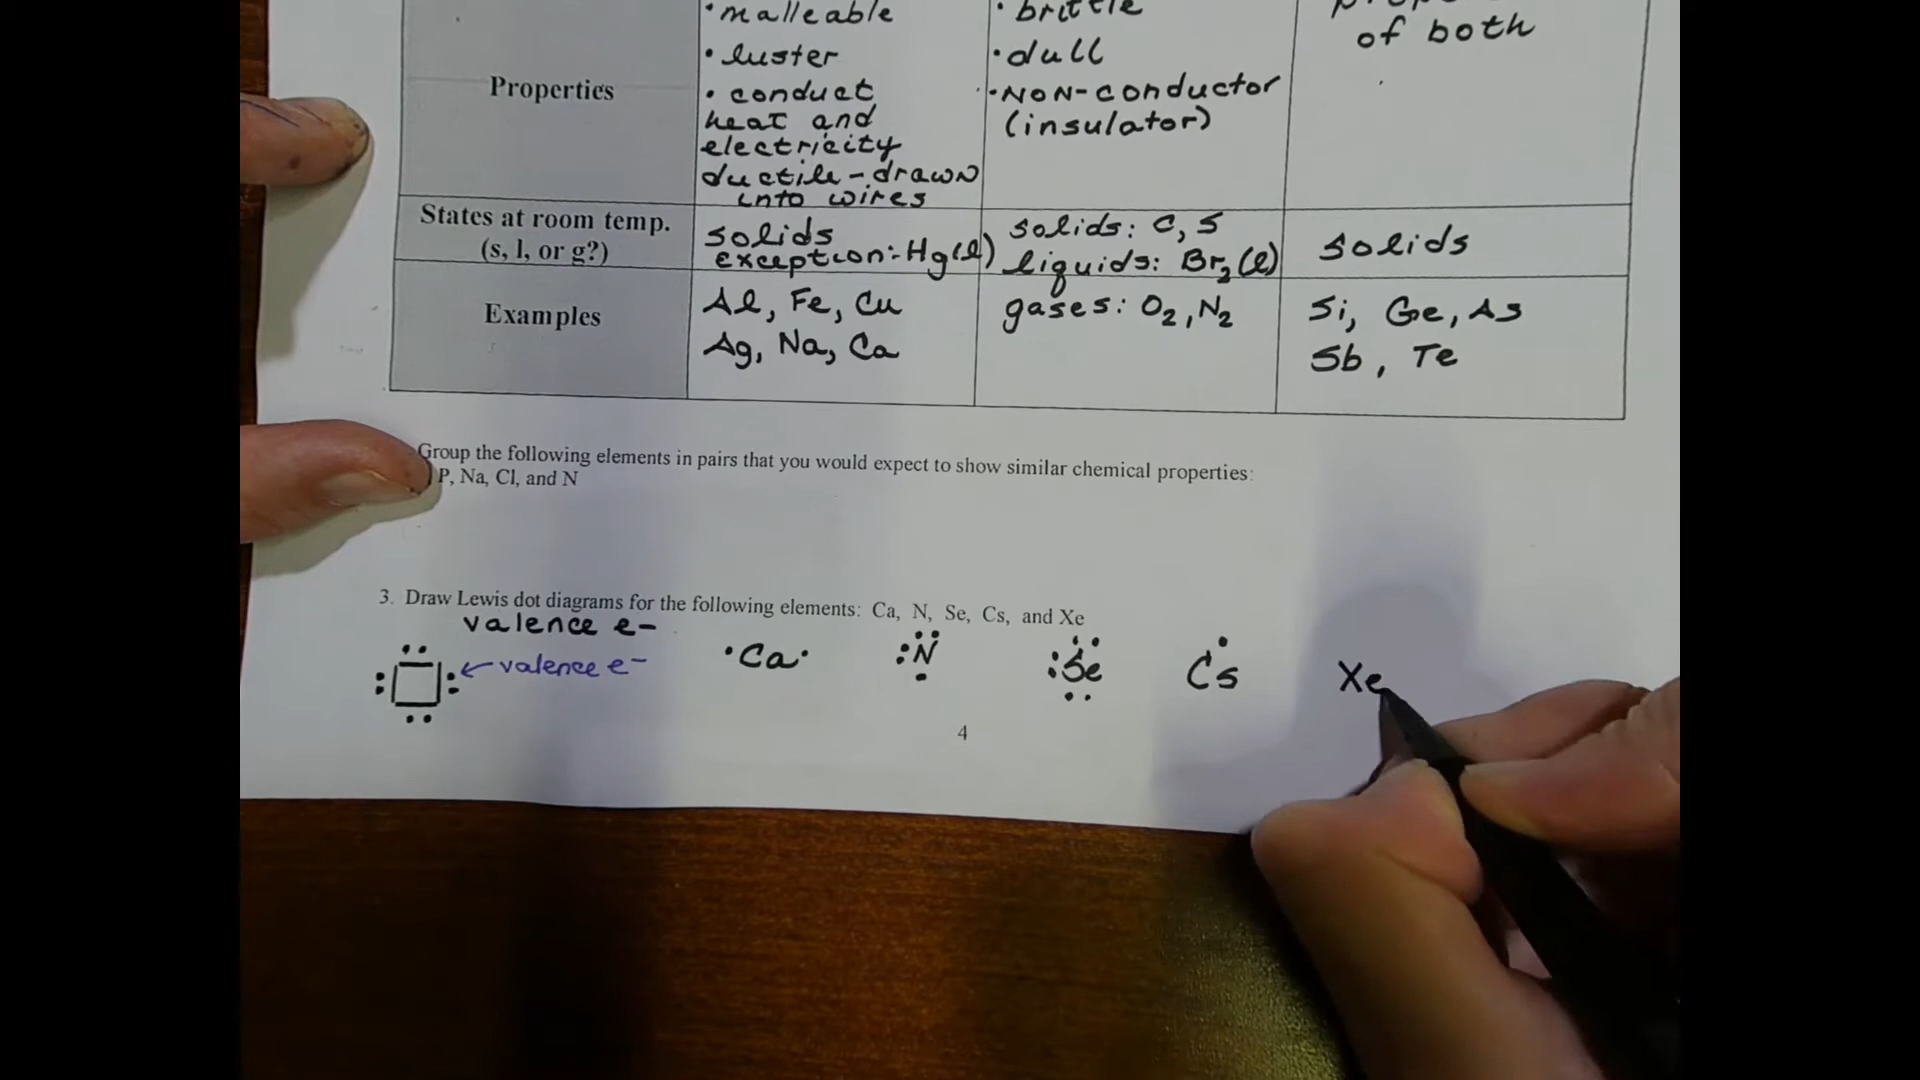 • malleable
• luster
• conduct
heat and
electricity
ductile - drawn
into wires
• brittle
• dull
• NON-conductor
(insulator)
of both
Properties
States at room temp.
(s, l, or g?)
solids
exception:- Hg(l)
solids: C, S
liquids: Br₂(l)
solids
Examples
Al, Fe, Cu
Ag, Na, Ca
gases: O₂, N₂
Si, Ge, As
Sb, Te
Group the following elements in pairs that you would expect to show similar chemical properties:
P, Na, Cl, and N
3. Draw Lewis dot diagrams for the following elements: Ca, N, Se, Cs, and Xe
valence e-
valence e-
Ca
N
Se
Cs
Xe
4